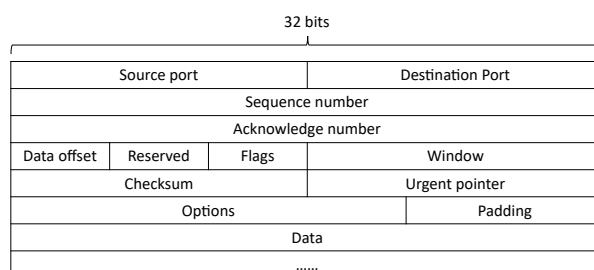 32 bits
Source port Destination Port
Sequence number
Acknowledge number
Data offset Reserved Flags Window
Checksum Urgent pointer
Options Padding
Data
......